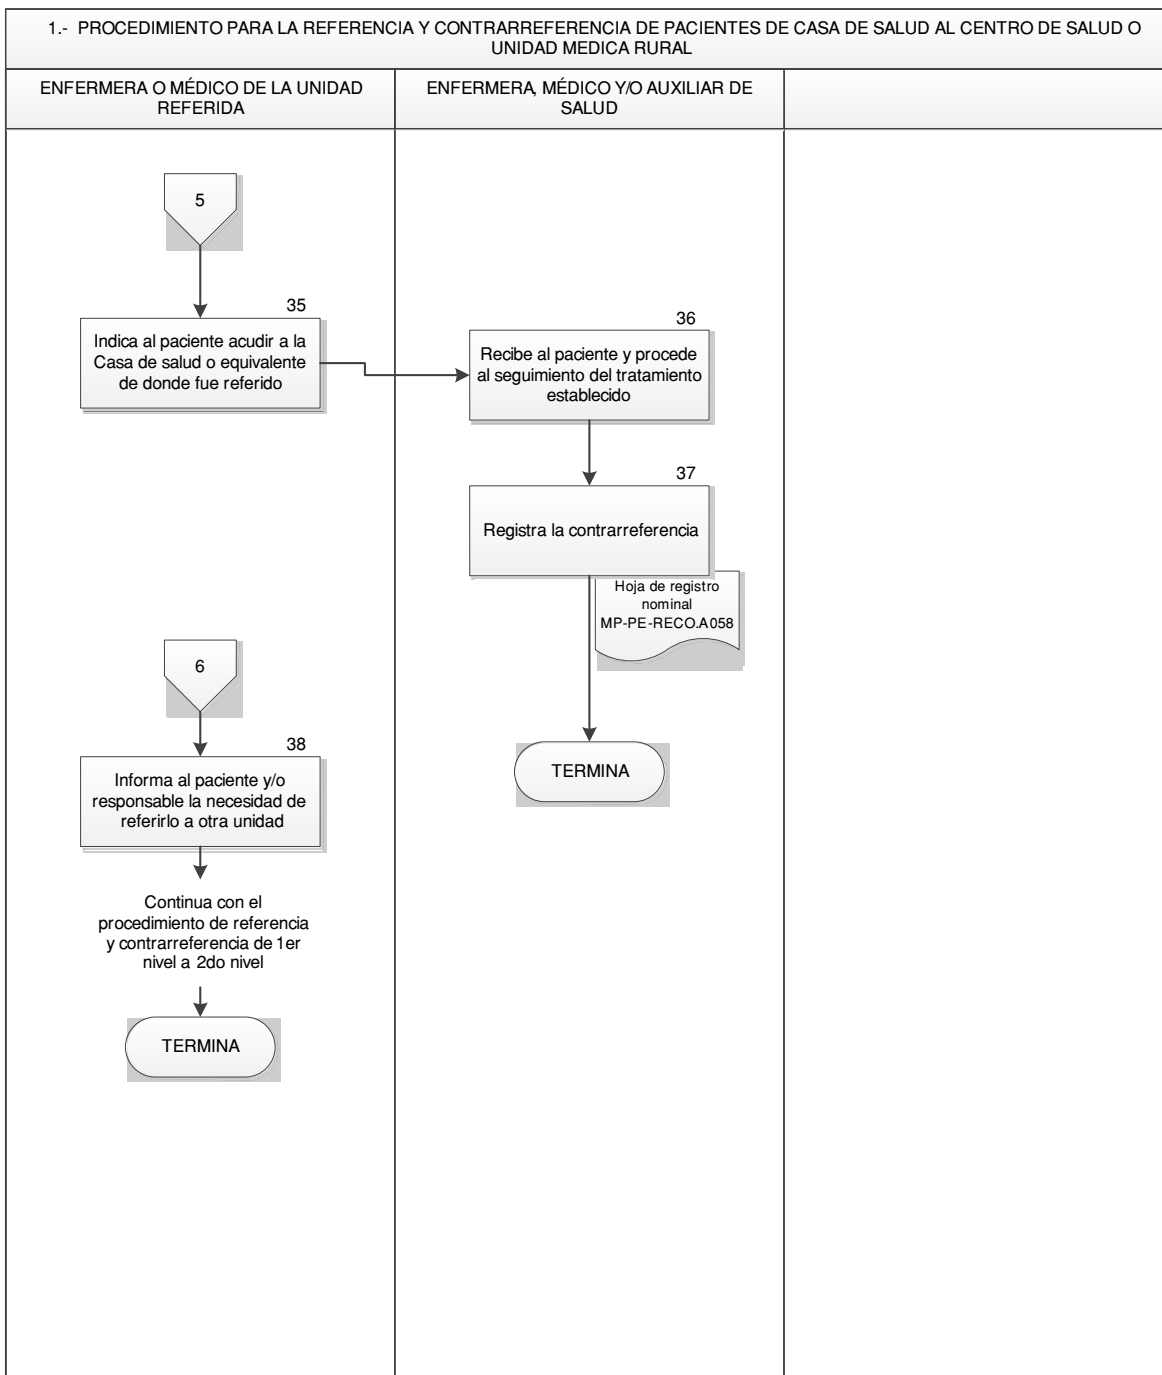 1.- PROCEDIMIENTO PARA LA REFERENCIA Y CONTRARREFERENCIA DE PACIENTES DE CASA DE SALUD AL CENTRO DE SALUD O
UNIDAD MEDICA RURAL
ENFERMERA O MÉDICO DE LA UNIDAD
REFERIDA
ENFERMERA, MÉDICO Y/O AUXILIAR DE
SALUD
5
35
Indica al paciente acudir a la
Casa de salud o equivalente
de donde fue referido
36
Recibe al paciente y procede
al seguimiento del tratamiento
establecido
37
Registra la contrarreferencia
Hoja de registro
nominal
MP-PE-RECO.A058
TERMINA
6
38
Informa al paciente y/o
responsable la necesidad de
referirlo a otra unidad
Continua con el
procedimiento de referencia
y contrarreferencia de 1er
nivel a 2do nivel
TERMINA